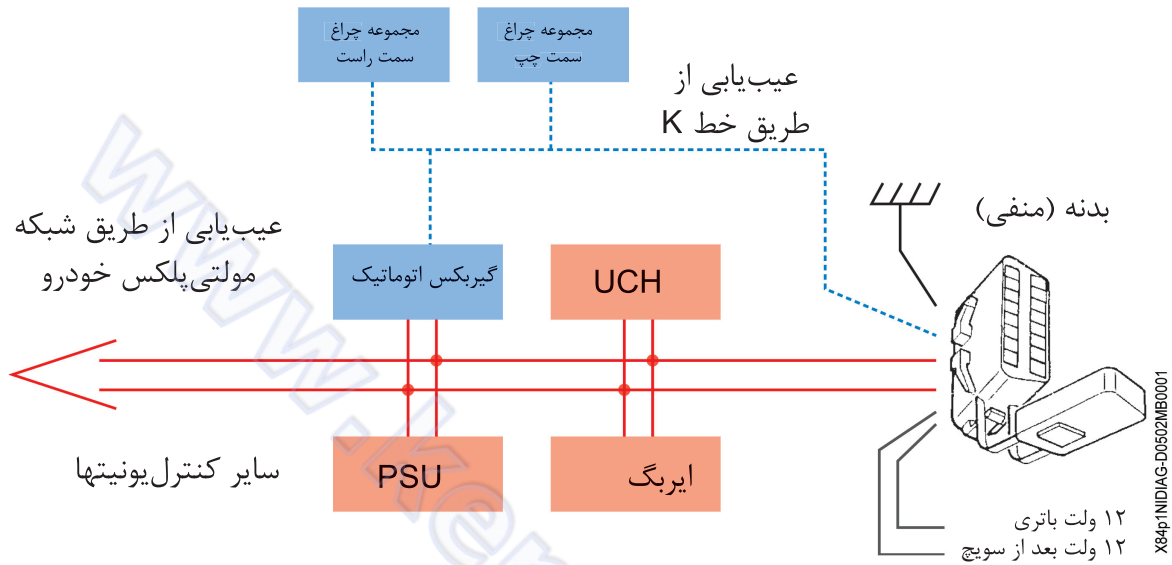 مجموعه چراغ
سمت راست
مجموعه چراغ
سمت چپ
عیب‌یابی از
طریق خط K
بدنه (منفی)
عیب‌یابی از طریق شبکه
مولتی‌پلکس خودرو
گیربکس اتوماتیک
UCH
سایر کنترل‌یونیتها
PSU
ایربگ
۱۲ ولت باتری
۱۲ ولت بعد از سویچ
X84p1NIDIAG-D0502MB0001